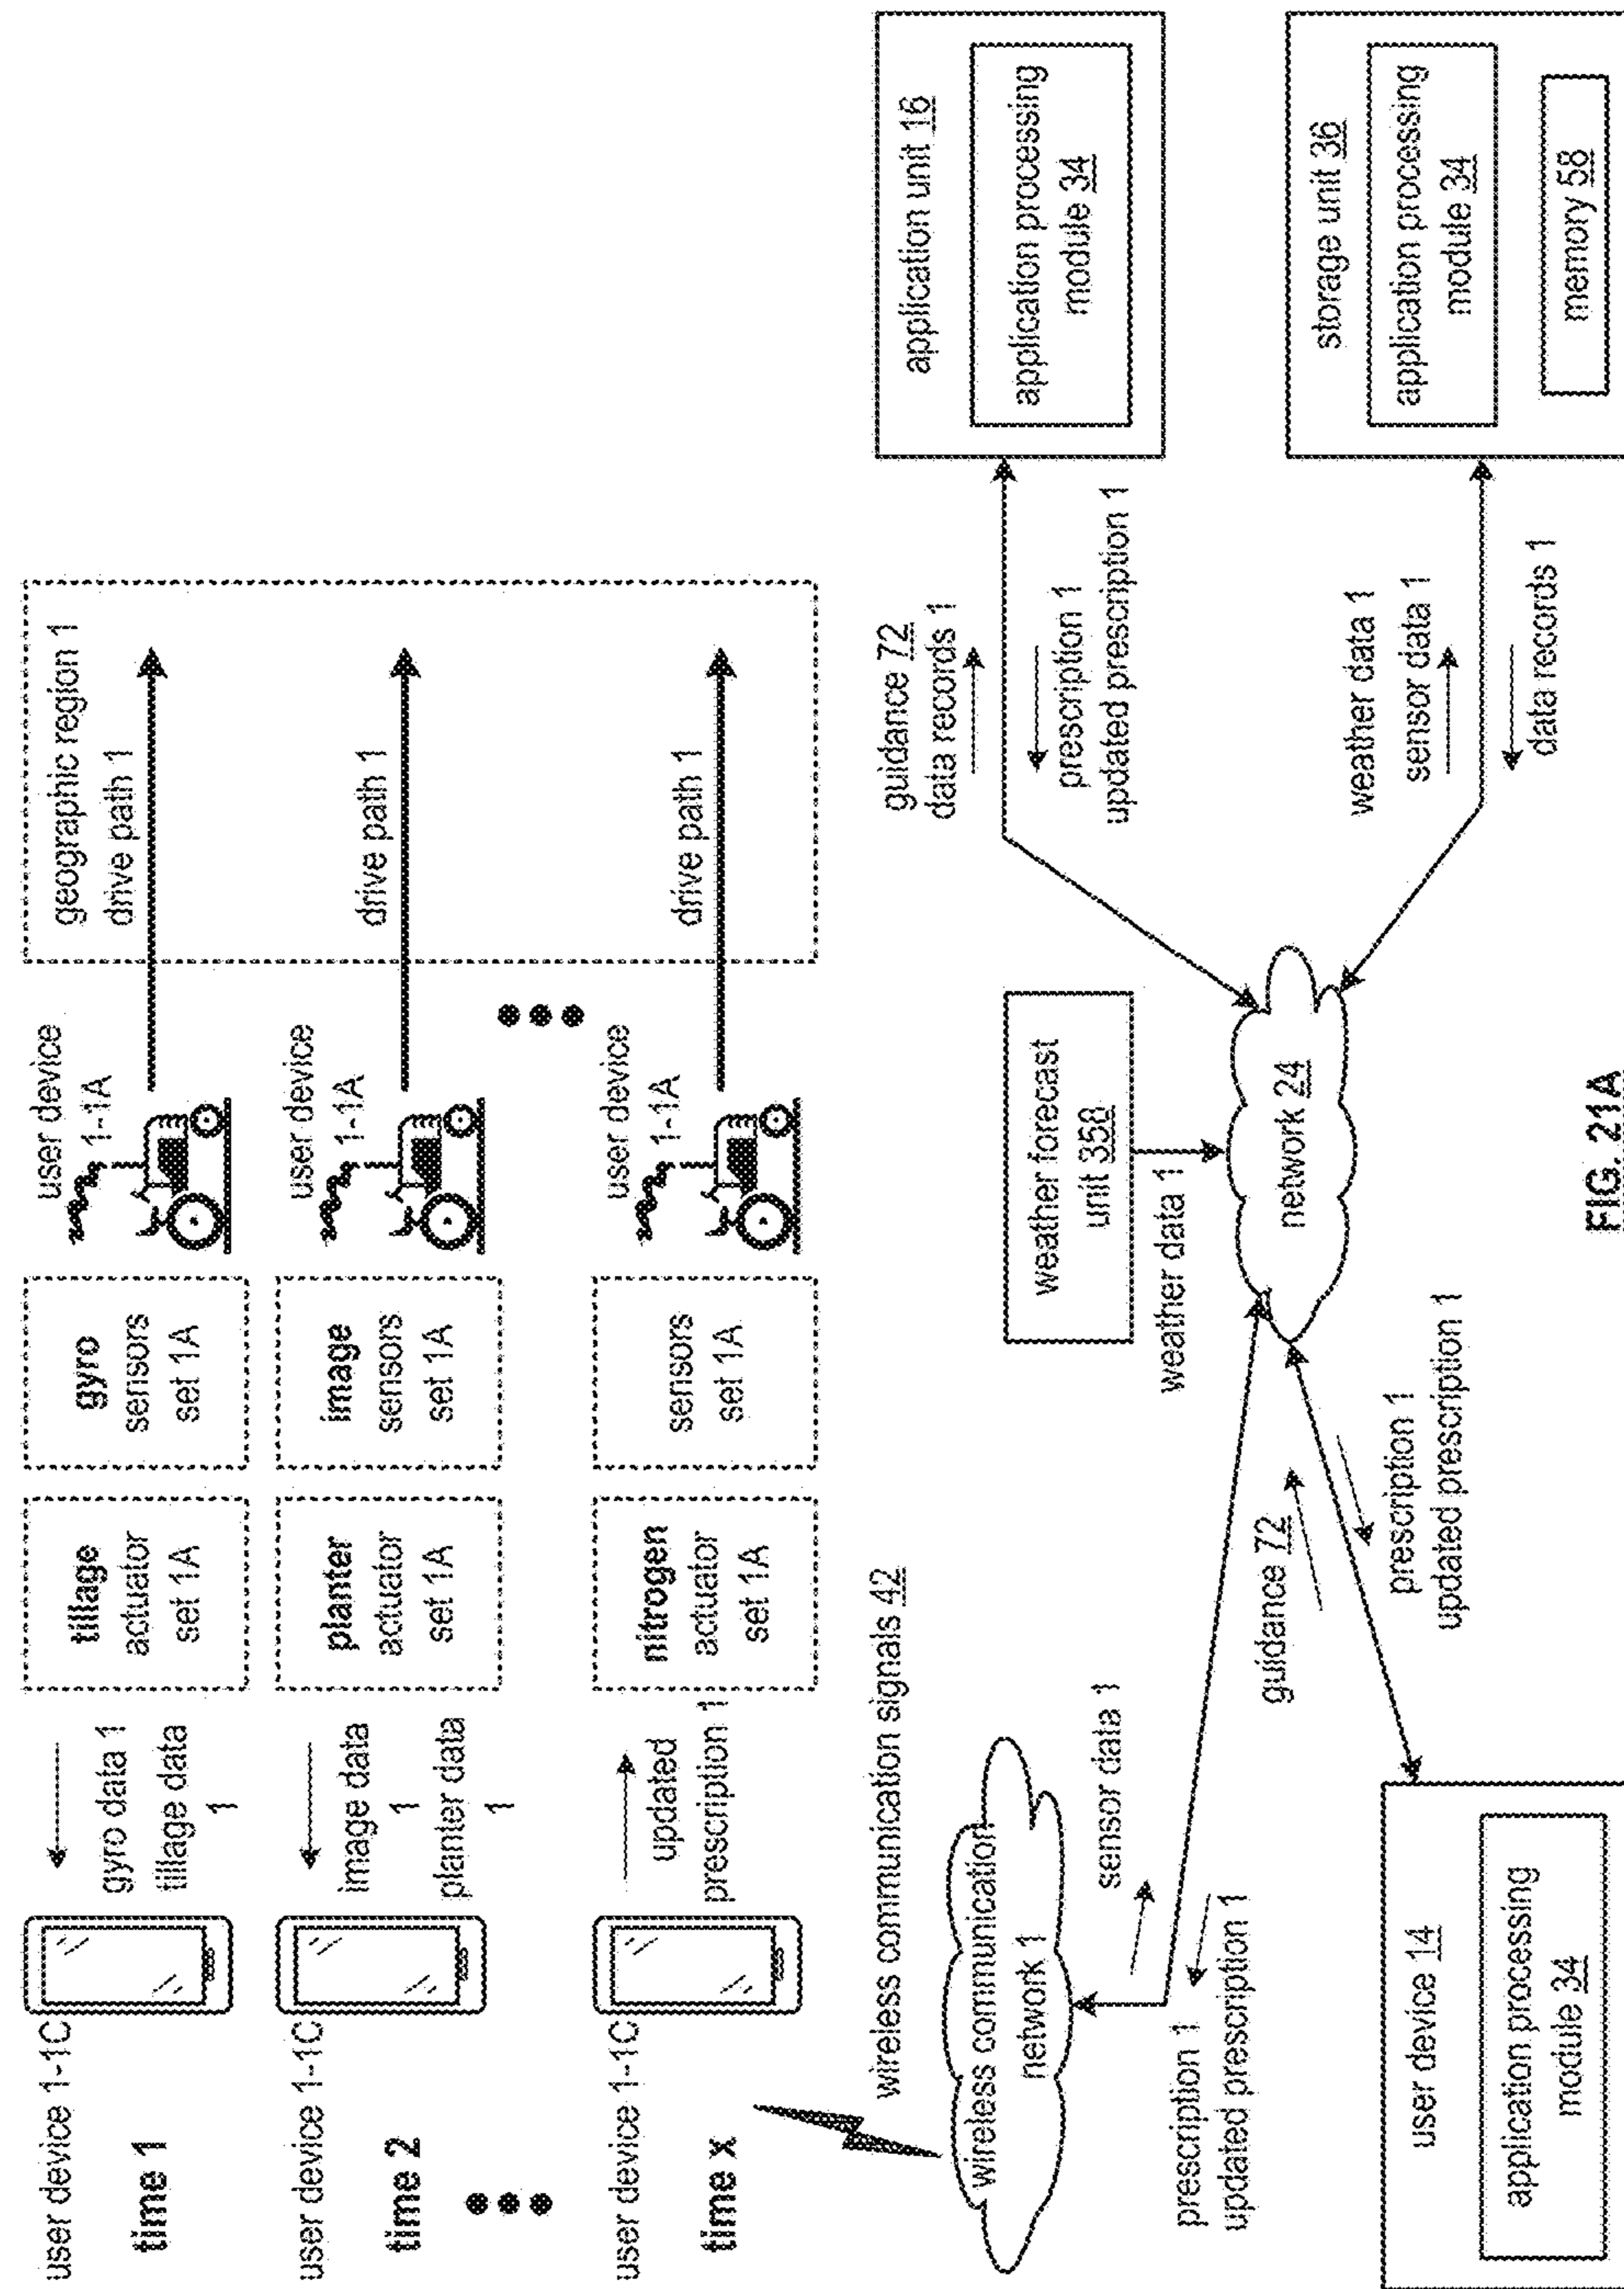 user device 1-1C
time 1
gyro data 1
tillage data
1
tillage
actuator
set 1A
gyro
sensors
set 1A
user device
1-1A
geographic region 1
drive path 1
user device 1-1C
time 2
image data
1
planter data
1
planter
actuator
set 1A
image
sensors
set 1A
user device
1-1A
drive path 1
user device 1-1C
time x
updated
prescription 1
nitrogen
actuator
set 1A
sensors
set 1A
user device
1-1A
drive path 1
wireless communication signals 42
wireless communication
network 1
sensor data 1
prescription 1
updated prescription 1
weather forecast
unit 358
weather data 1
guidance 72
data records 1
prescription 1
updated prescription 1
application unit 16
application processing
module 34
network 24
guidance 72
prescription 1
updated prescription 1
weather data 1
sensor data 1
data records 1
storage unit 36
application processing
module 34
memory 58
user device 14
application processing
module 34
FIG. 21A